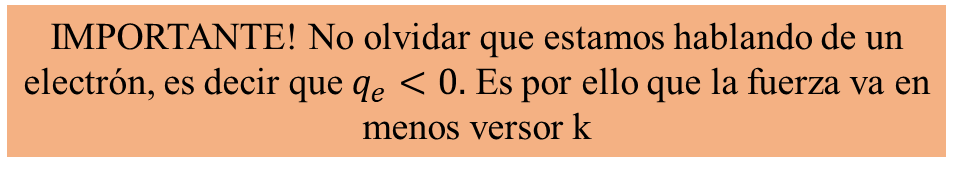 IMPORTANTE! No olvidar que estamos hablando de un
electrón, es decir que 𝑞𝑒 < 0. Es por ello que la fuerza va en
menos versor k